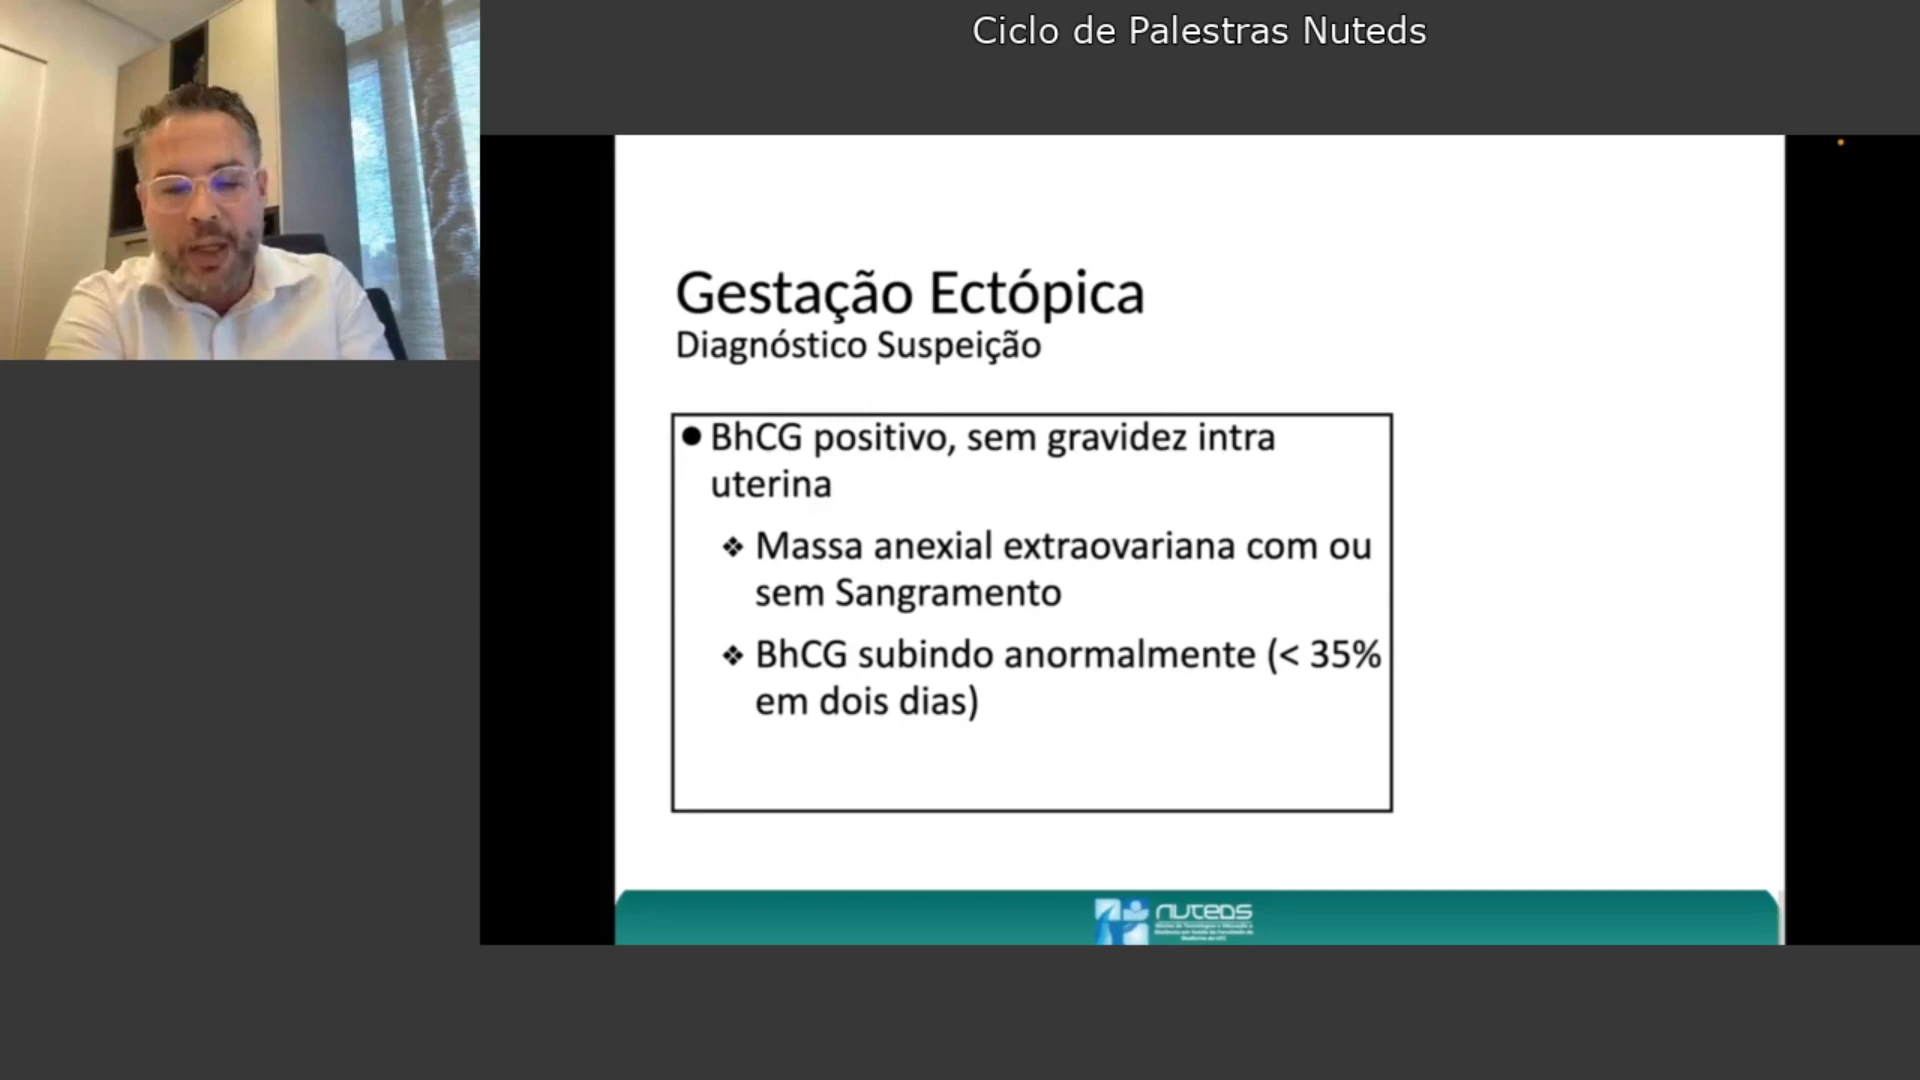 Ciclo de Palestras Nuteds
Gestação Ectópica
Diagnóstico Suspeição
● BhCG positivo, sem gravidez intra
uterina
❖ Massa anexial extraovariana com ou
sem Sangramento
❖ BhCG subindo anormalmente (< 35%
em dois dias)
NUTEDS